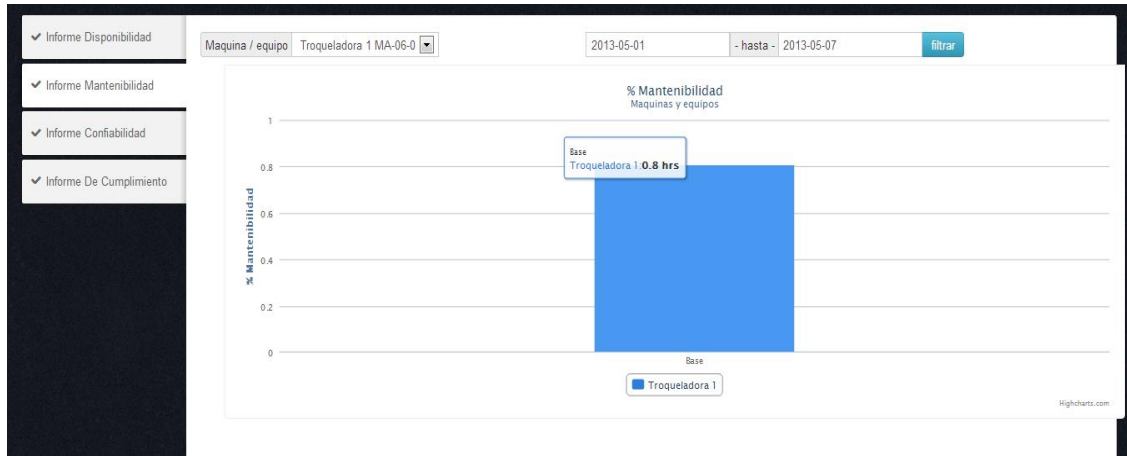 Informe Disponibilidad
Informe Mantenibilidad
Informe Confiabilidad
Informe De Cumplimiento
Maquina / equipo Troqueladora 1 MA-06-0 2013-05-01 - hasta - 2013-05-07 filtrar
% Mantenibilidad
Maquinas y equipos
% Mantenibilidad
1
0.8
0.6
0.4
0.2
0
Base
Troqueladora 1:0.8 hrs
Base
Troqueladora 1
Highcharts.com